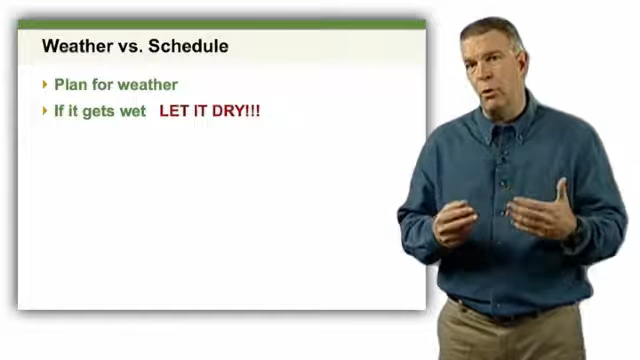 Weather vs. Schedule
Plan for weather
If it gets wet LET IT DRY!!!